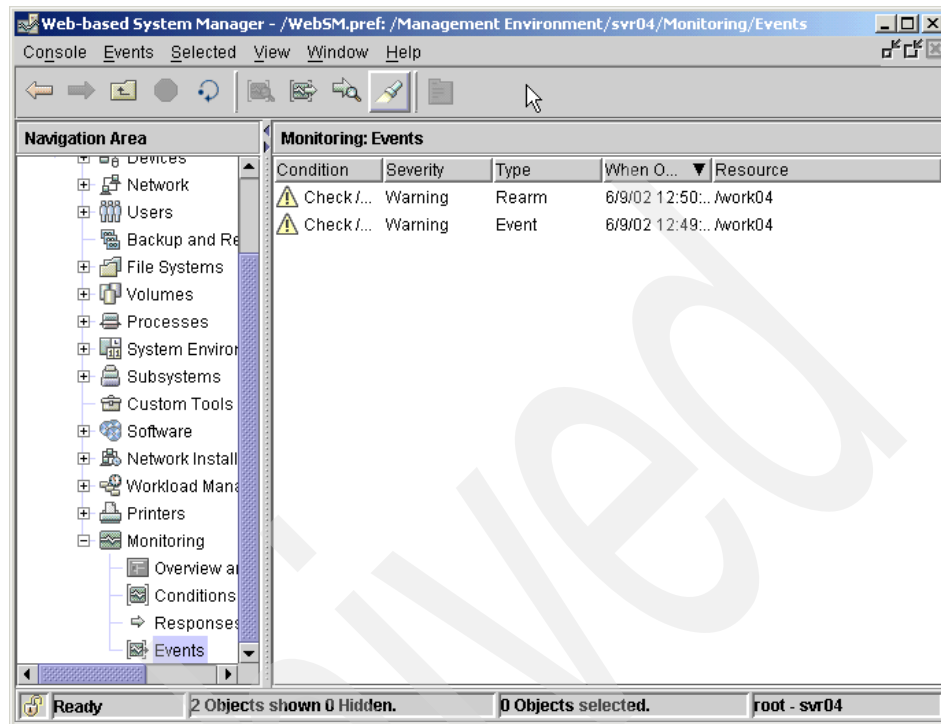 Web-based System Manager - /WebSM.pref: /Management Environment/svr04/Monitoring/Events
Console Events Selected View Window Help
Navigation Area
Monitoring: Events
Devices
Network
Users
Backup and Re
File Systems
Volumes
Processes
System Enviror
Subsystems
Custom Tools
Software
Network Install
Workload Mana
Printers
Monitoring
Overview ar
Conditions
Responses
Events
Condition Severity Type When O... Resource
Check /... Warning Rearm 6/9/02 12:50:... /work04
Check /... Warning Event 6/9/02 12:49:... /work04
Ready 2 Objects shown 0 Hidden. 0 Objects selected. root - svr04